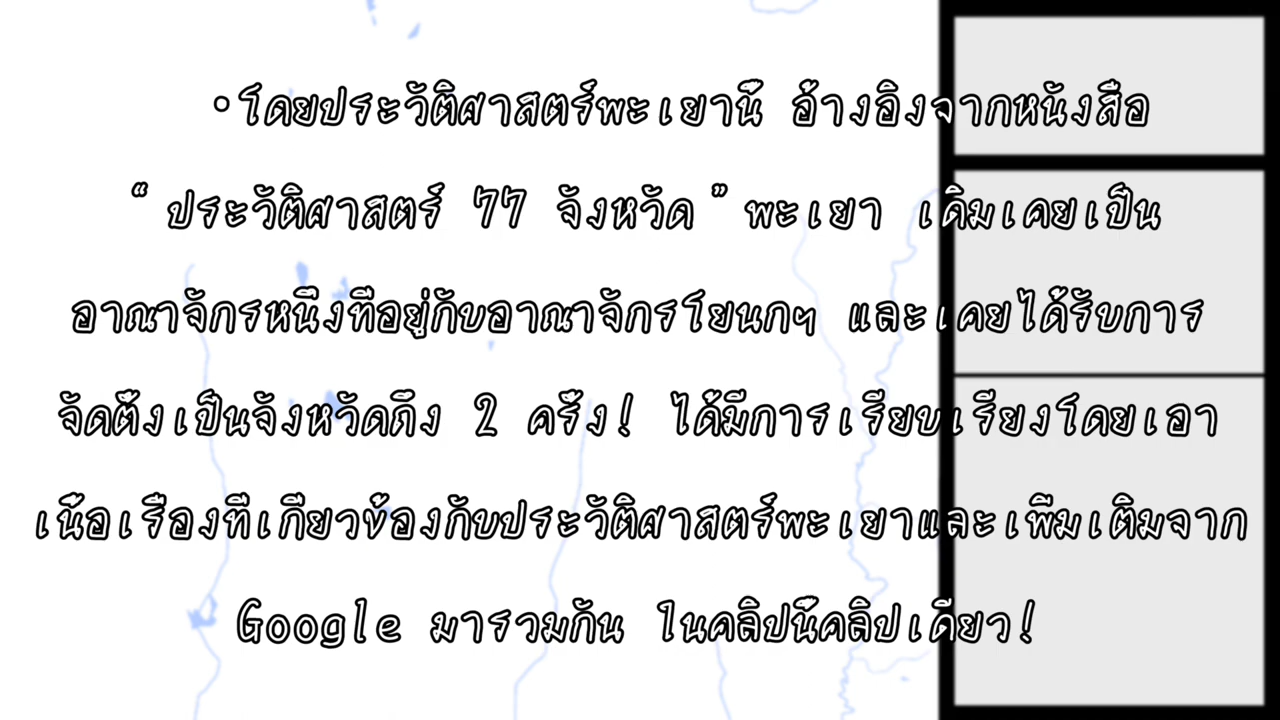 •โดยประวัติศาสตร์พะเยานี้ อ้างอิงจากหนังสือ
“ ประวัติศาสตร์ 77 จังหวัด ” พะเยา เดิมเคยเป็น
อาณาจักรหนึ่งที่อยู่กับอาณาจักรโยนกฯ และเคยได้รับการ
จัดตั้งเป็นจังหวัดถึง 2 ครั้ง! ได้มีการเรียบเรียงโดยเอา
เนื้อเรื่องที่เกี่ยวข้องกับประวัติศาสตร์พะเยาและเพิ่มเติมจาก
Google มารวมกัน ในคลิปนี้คลิปเดียว!